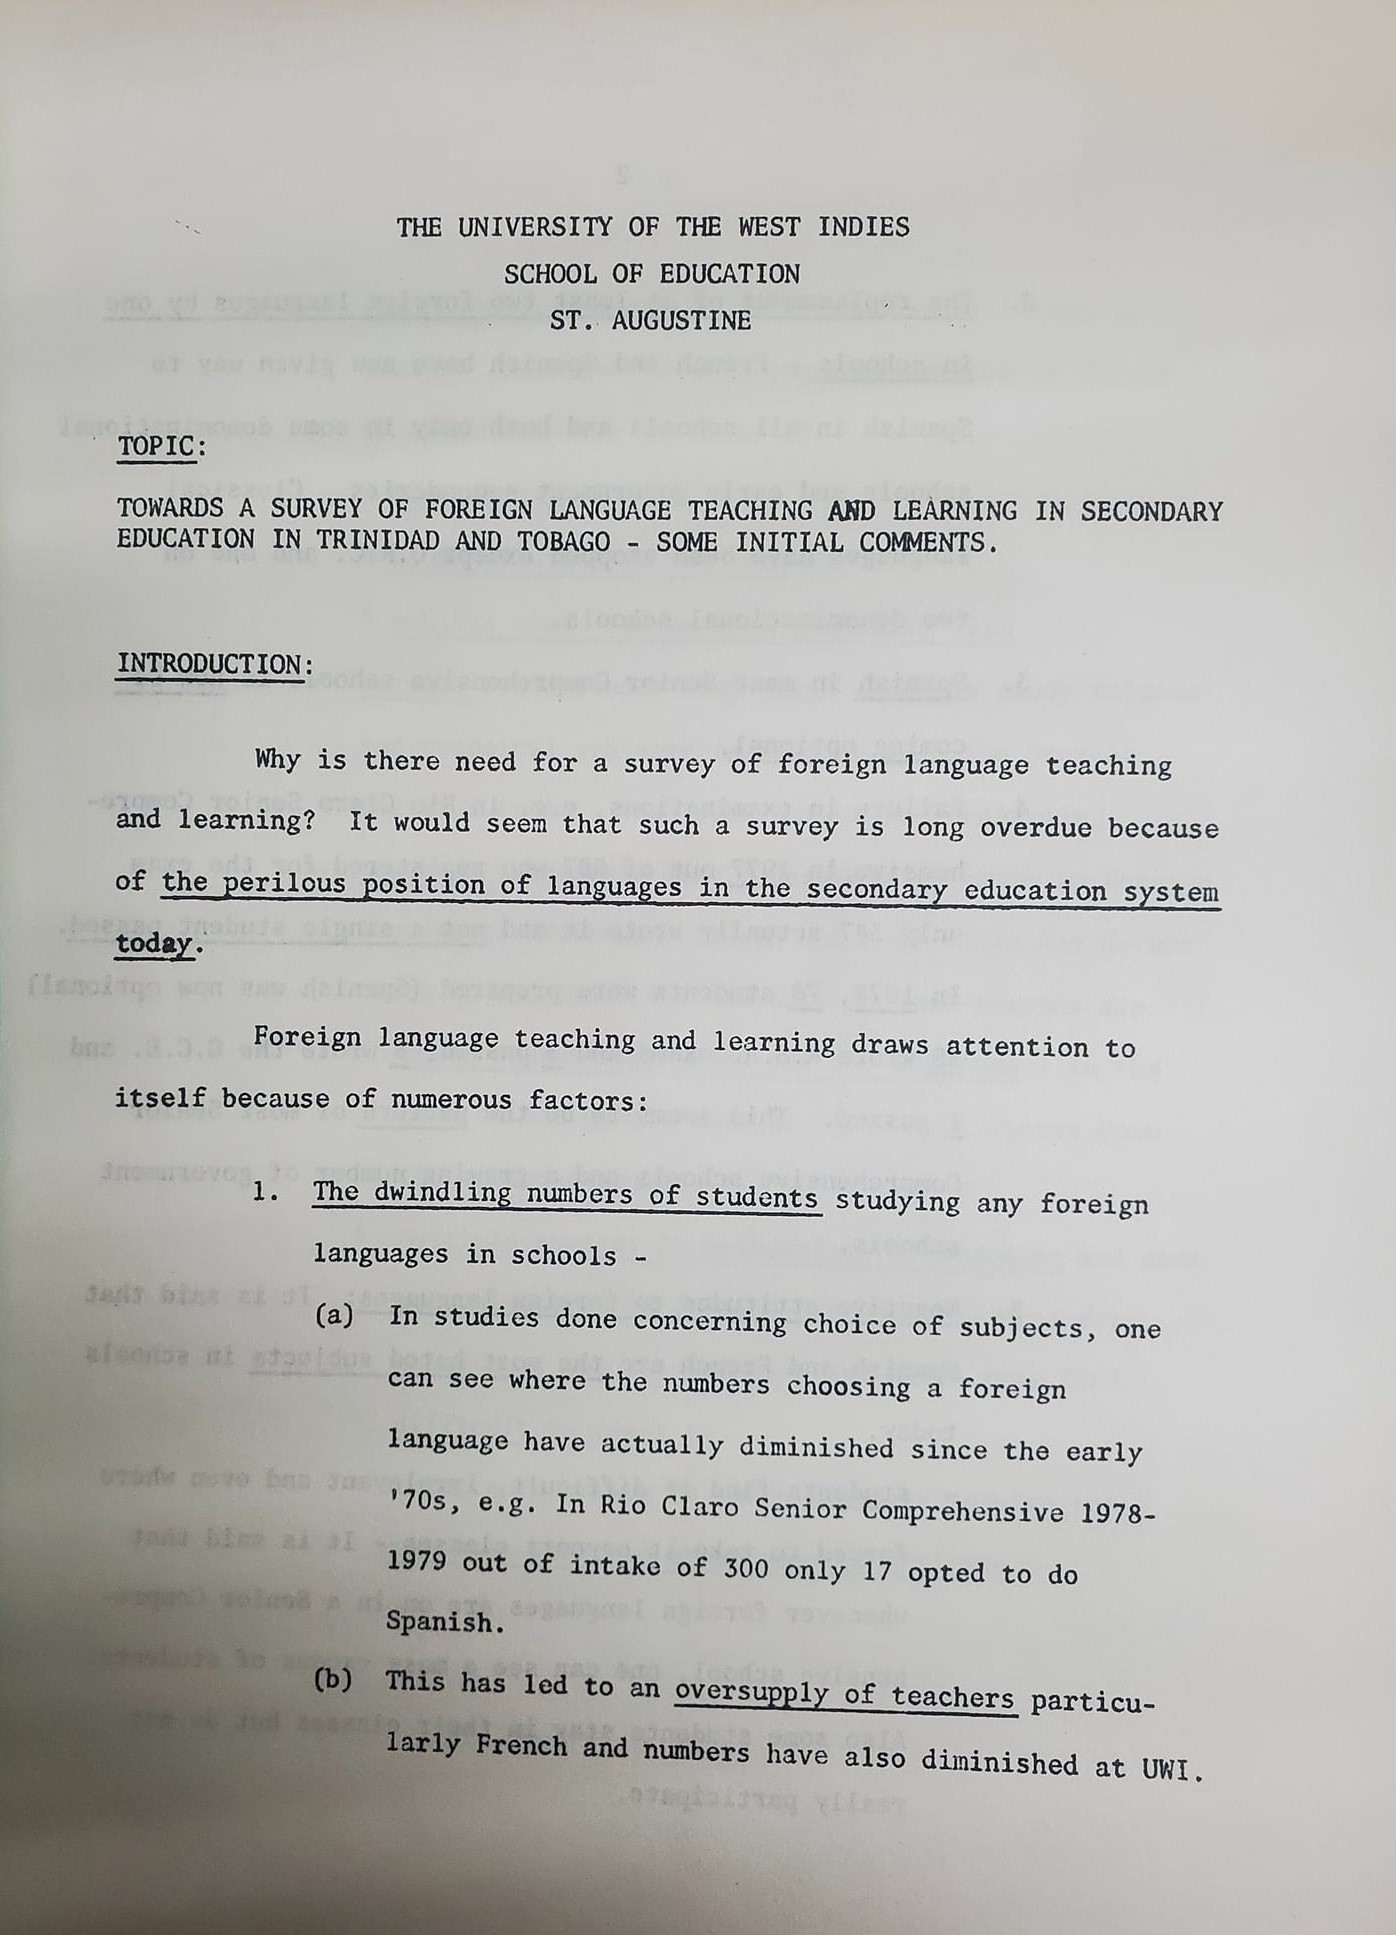 THE UNIVERSITY OF THE WEST INDIES
SCHOOL OF EDUCATION
ST. AUGUSTINE
TOPIC:
TOWARDS A SURVEY OF FOREIGN LANGUAGE TEACHING AND LEARNING IN SECONDARY
EDUCATION IN TRINIDAD AND TOBAGO - SOME INITIAL COMMENTS.
INTRODUCTION:
Why is there need for a survey of foreign language teaching
and learning? It would seem that such a survey is long overdue because
of the perilous position of languages in the secondary education system
today.
Foreign language teaching and learning draws attention to
itself because of numerous factors:
1. The dwindling numbers of students studying any foreign
languages in schools -
(a) In studies done concerning choice of subjects, one
can see where the numbers choosing a foreign
language have actually diminished since the early
'70s, e.g. In Rio Claro Senior Comprehensive 1978-
1979 out of intake of 300 only 17 opted to do
Spanish.
(b) This has led to an oversupply of teachers particu-
larly French and numbers have also diminished at UWI.